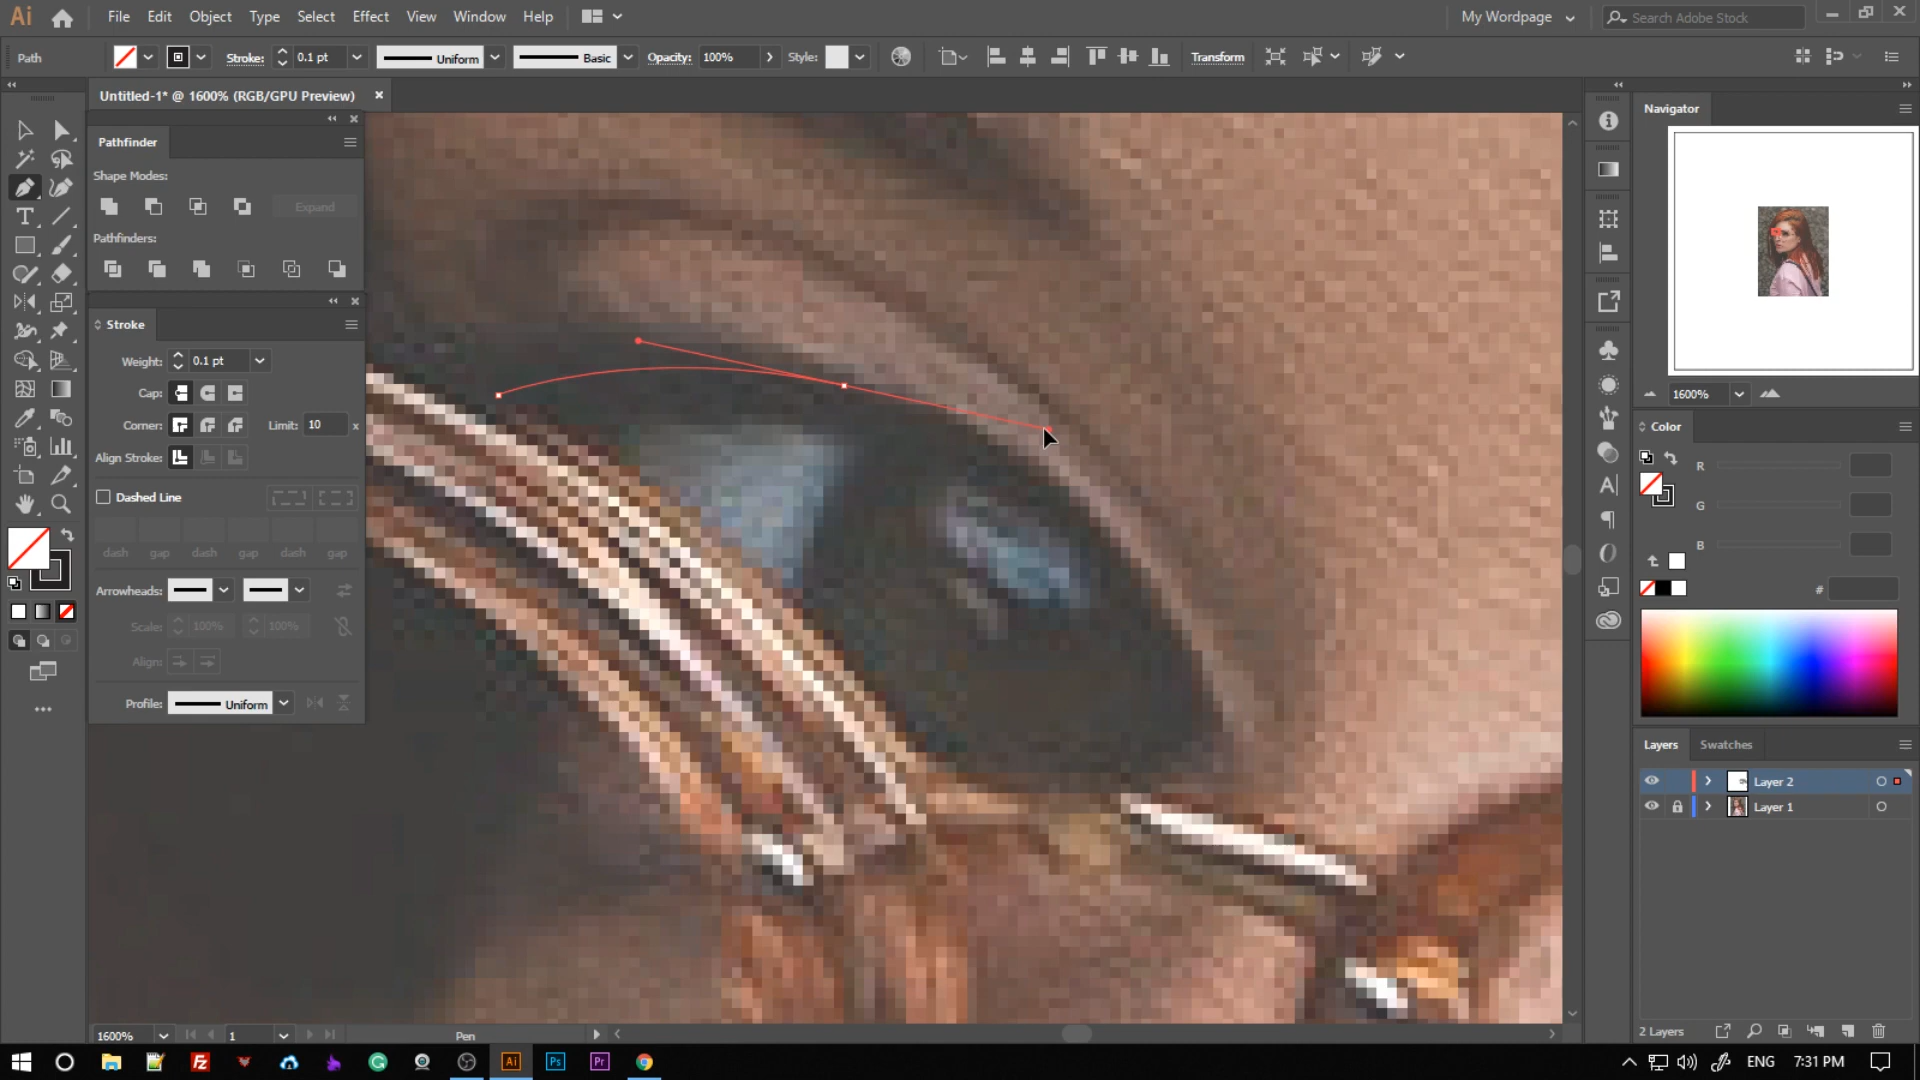 Ai File Edit Object Type Select Effect View Window Help My Wordpage Search Adobe Stock
Path Stroke: 0.1 pt Uniform Basic Opacity: 100% Style: Transform
Untitled-1* @ 1600% (RGB/GPU Preview)
Pathfinder
Shape Modes:
Expand
Pathfinders:
Stroke
Weight: 0.1 pt
Cap:
Corner: Limit: 10 x
Align Stroke:
Dashed Line
dash gap dash gap dash gap
Arrowheads:
Scale: 100% 100%
Align:
Profile: Uniform
Navigator
1600%
Color
R
G
B
#
Layers Swatches
Layer 2
Layer 1
2 Layers
1600% 1 Pen
Fz G Ai Ps Pr ENG 7:31 PM